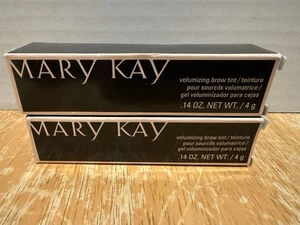 MARY KAY
volumizing brow tint / teinture
pour sourcils volumatrice /
gel voluminizador para cejas
.14 OZ. NET WT. / 4 g
MARY KAY
volumizing brow tint / teinture
pour sourcils volumatrice /
gel voluminizador para cejas
.14 OZ. NET WT. / 4 g